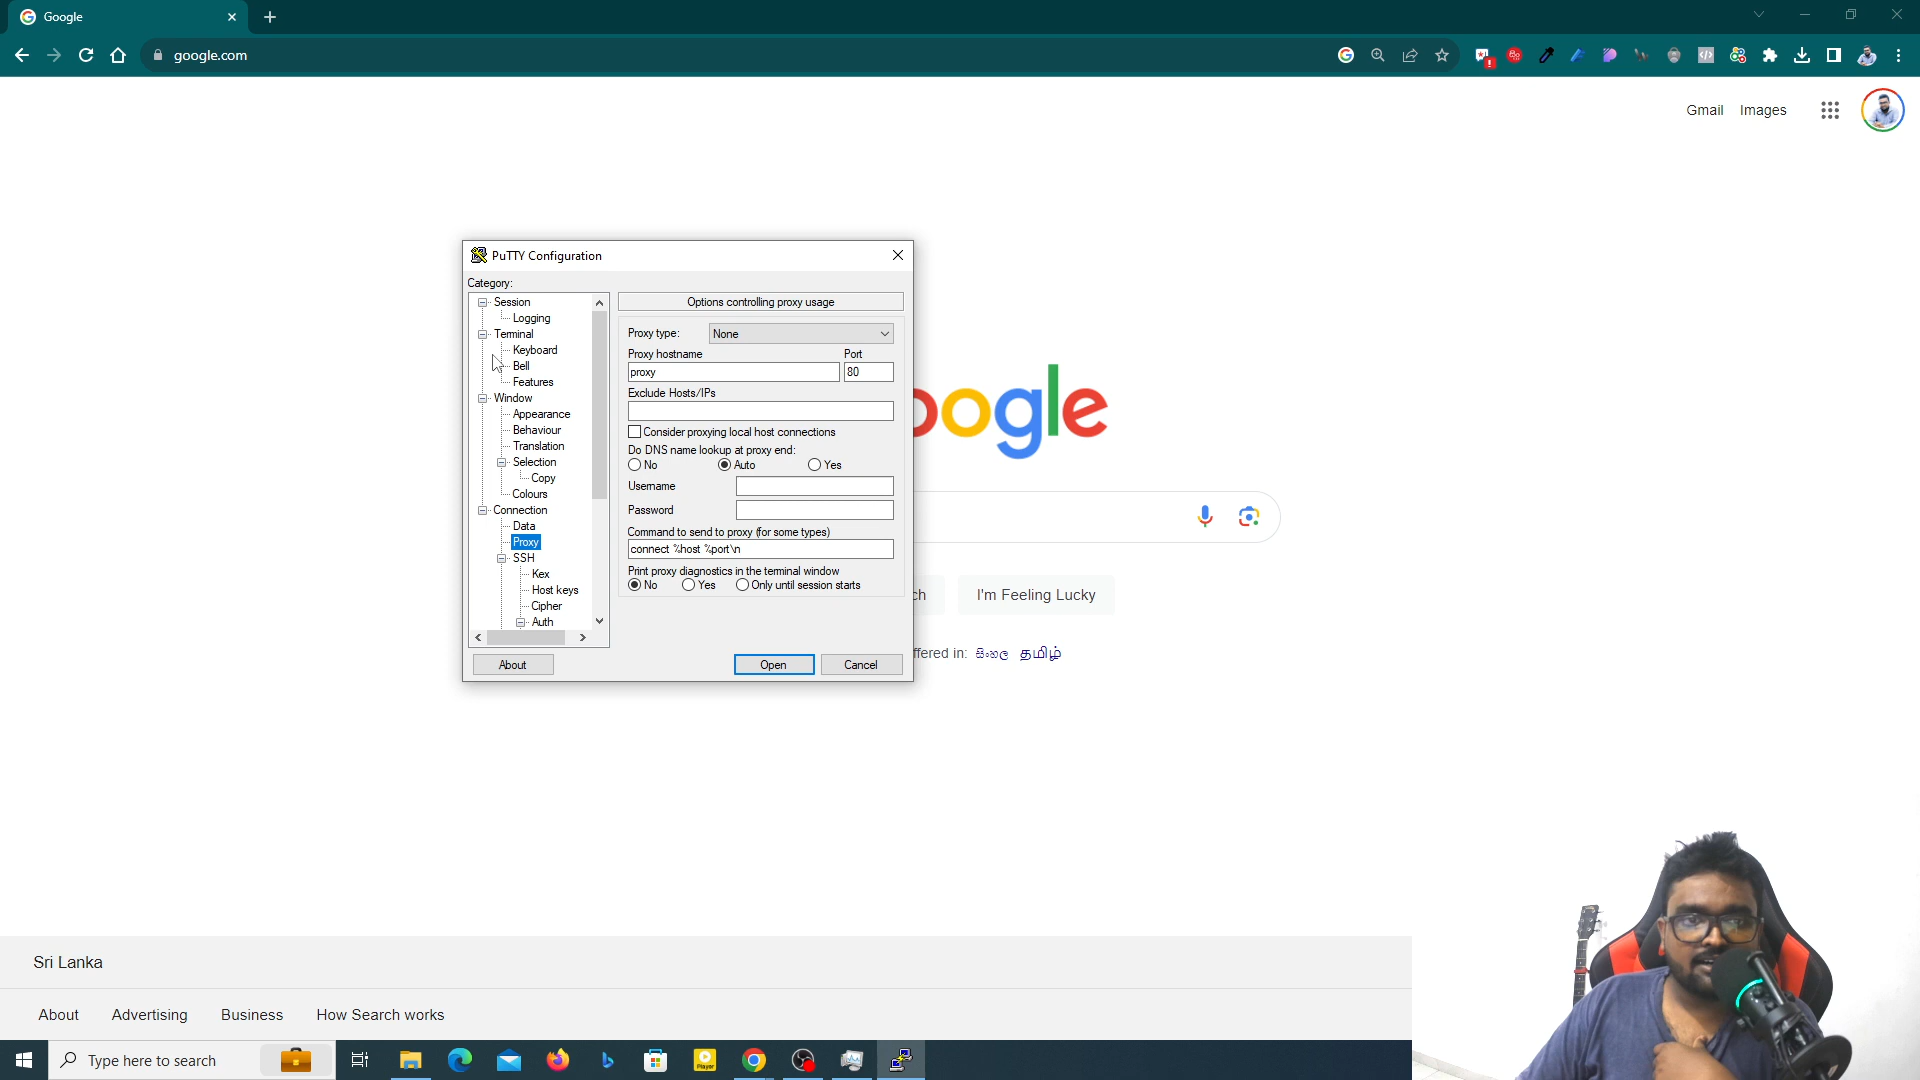 Google
google.com
Gmail Images
PuTTY Configuration
Category:
Session
Logging
Terminal
Keyboard
Bell
Features
Window
Appearance
Behaviour
Translation
Selection
Copy
Colours
Connection
Data
Proxy
SSH
Kex
Host keys
Cipher
Auth
Options controlling proxy usage
Proxy type: None
Proxy hostname Port
proxy 80
Exclude Hosts/IPs
Consider proxying local host connections
Do DNS name lookup at proxy end:
No Auto Yes
Username
Password
Command to send to proxy (for some types)
connect %host %port\n
Print proxy diagnostics in the terminal window
No Yes Only until session starts
About Open Cancel
oogle
ch I'm Feeling Lucky
ffered in: සිංහල தமிழ்
Sri Lanka
About Advertising Business How Search works
Type here to search
Player